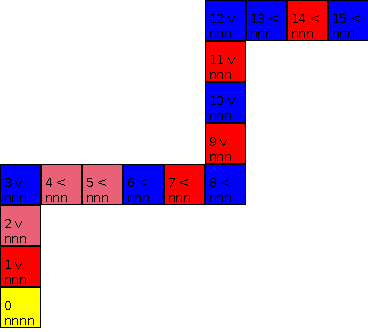 12 v 13 < 14 < 15 <
nnn nnn nnn nnn
11 v
nnn
10 v
nnn
9 v
nnn
3 v 4 < 5 < 6 < 7 < 8 <
nnn nnn nnn nnn nnn nnn
2 v
nnn
1 v
nnn
0
nnnn